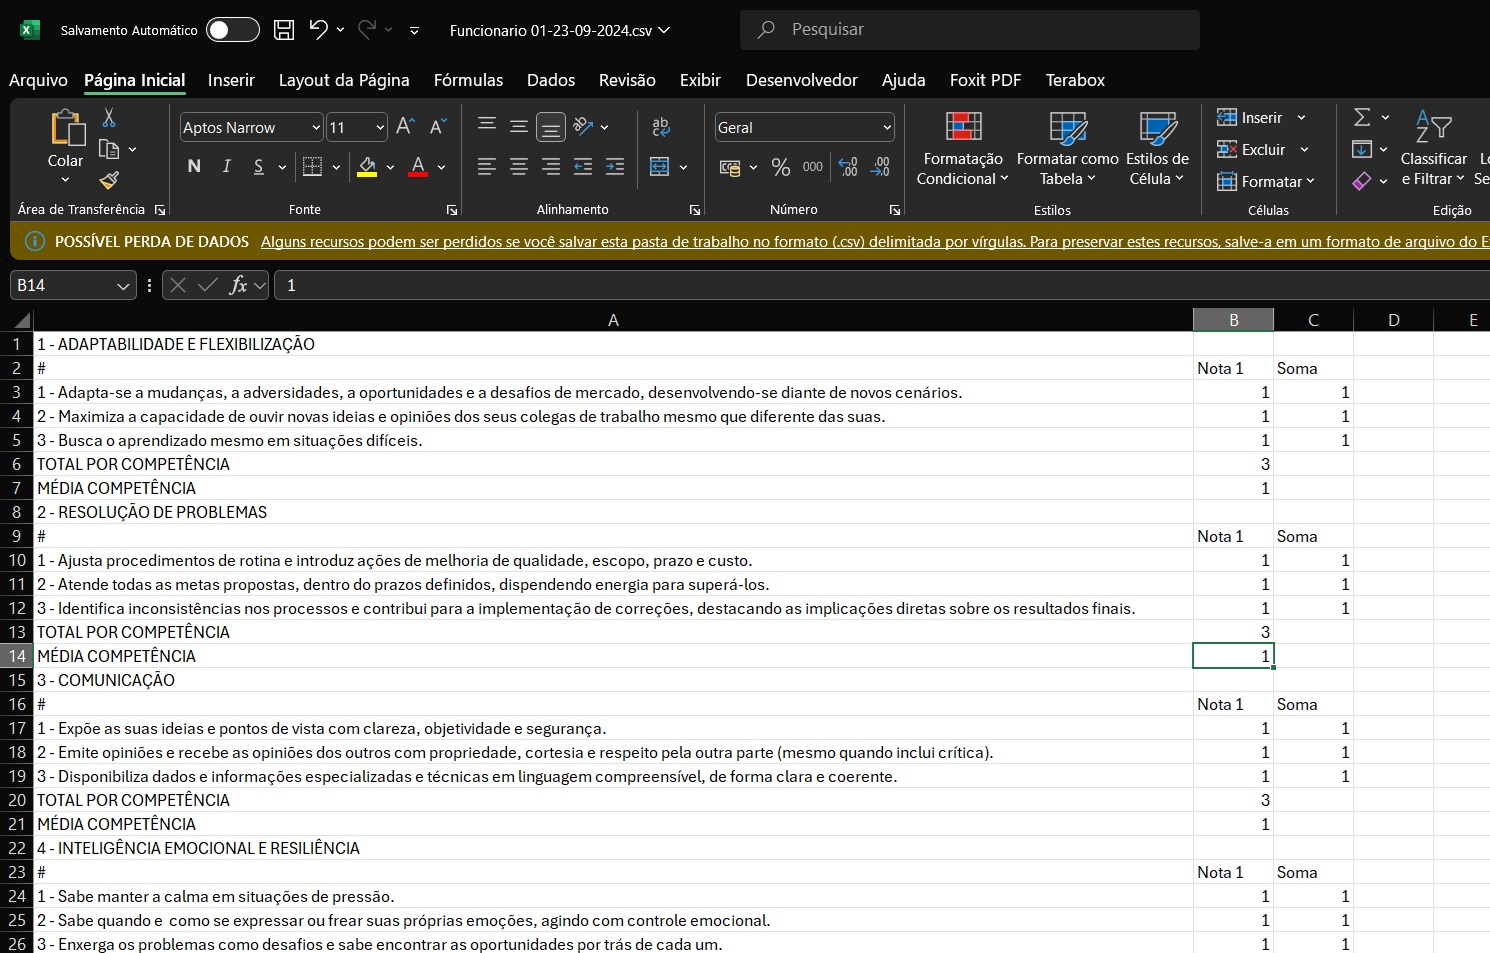 Salvamento Automático
Funcionario 01-23-09-2024.csv
Pesquisar
Arquivo Página Inicial Inserir Layout da Página Fórmulas Dados Revisão Exibir Desenvolvedor Ajuda Foxit PDF Terabox
Colar
Área de Transferência
Aptos Narrow 11
N I S
Fonte
ab
Alinhamento
Geral
% 000
Número
Formatação Condicional
Formatar como Tabela
Estilos de Célula
Estilos
Inserir
Excluir
Formatar
Células
Classificar e Filtrar
Edição
POSSÍVEL PERDA DE DADOS Alguns recursos podem ser perdidos se você salvar esta pasta de trabalho no formato (.csv) delimitada por vírgulas. Para preservar estes recursos, salve-a em um formato de arquivo do E
B14 fx 1
A B C D E
1 1 - ADAPTABILIDADE E FLEXIBILIZAÇÃO
2 # Nota 1 Soma
3 1 - Adapta-se a mudanças, a adversidades, a oportunidades e a desafios de mercado, desenvolvendo-se diante de novos cenários. 1 1
4 2 - Maximiza a capacidade de ouvir novas ideias e opiniões dos seus colegas de trabalho mesmo que diferente das suas. 1 1
5 3 - Busca o aprendizado mesmo em situações difíceis. 1 1
6 TOTAL POR COMPETÊNCIA 3
7 MÉDIA COMPETÊNCIA 1
8 2 - RESOLUÇÃO DE PROBLEMAS
9 # Nota 1 Soma
10 1 - Ajusta procedimentos de rotina e introduz ações de melhoria de qualidade, escopo, prazo e custo. 1 1
11 2 - Atende todas as metas propostas, dentro do prazos definidos, dispendendo energia para superá-los. 1 1
12 3 - Identifica inconsistências nos processos e contribui para a implementação de correções, destacando as implicações diretas sobre os resultados finais. 1 1
13 TOTAL POR COMPETÊNCIA 3
14 MÉDIA COMPETÊNCIA 1
15 3 - COMUNICAÇÃO
16 # Nota 1 Soma
17 1 - Expõe as suas ideias e pontos de vista com clareza, objetividade e segurança. 1 1
18 2 - Emite opiniões e recebe as opiniões dos outros com propriedade, cortesia e respeito pela outra parte (mesmo quando inclui crítica). 1 1
19 3 - Disponibiliza dados e informações especializadas e técnicas em linguagem compreensível, de forma clara e coerente. 1 1
20 TOTAL POR COMPETÊNCIA 3
21 MÉDIA COMPETÊNCIA 1
22 4 - INTELIGÊNCIA EMOCIONAL E RESILIÊNCIA
23 # Nota 1 Soma
24 1 - Sabe manter a calma em situações de pressão. 1 1
25 2 - Sabe quando e  como se expressar ou frear suas próprias emoções, agindo com controle emocional. 1 1
26 3 - Enxerga os problemas como desafios e sabe encontrar as oportunidades por trás de cada um. 1 1